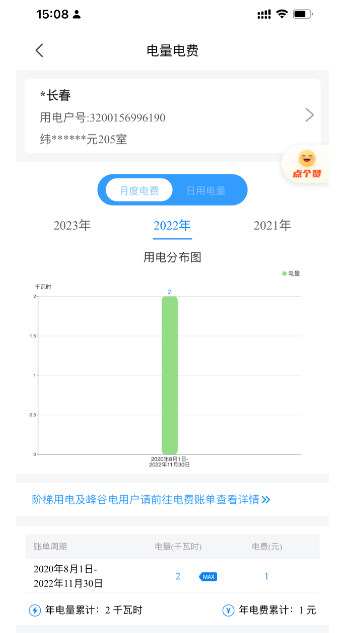 15:08
电量电费
*长春
用电户号:3200156996190
纬******元205室
点个赞
月度电费 日用电量
2023年 2022年 2021年
用电分布图
电量
千瓦时
2
2
1.5
1
0.5
0
2020年8月1日-
2022年11月30日
阶梯用电及峰谷电用户请前往电费账单查看详情
账单周期 电量(千瓦时) 电费(元)
2020年8月1日-
2022年11月30日
2 MAX 1
年电量累计：2 千瓦时 年电费累计：1 元